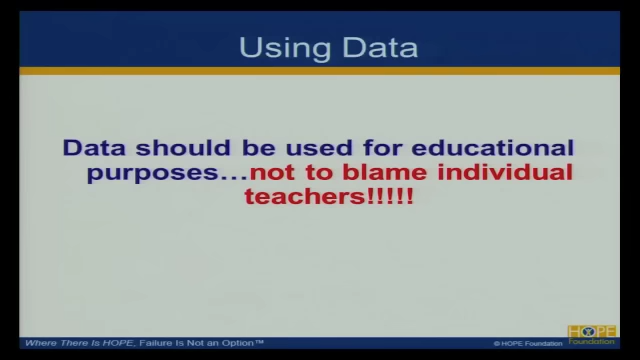 Using Data
Data should be used for educational
purposes…not to blame individual
teachers!!!!!
Where There Is HOPE, Failure Is Not an Option™
© HOPE Foundation
HOPE
Foundation